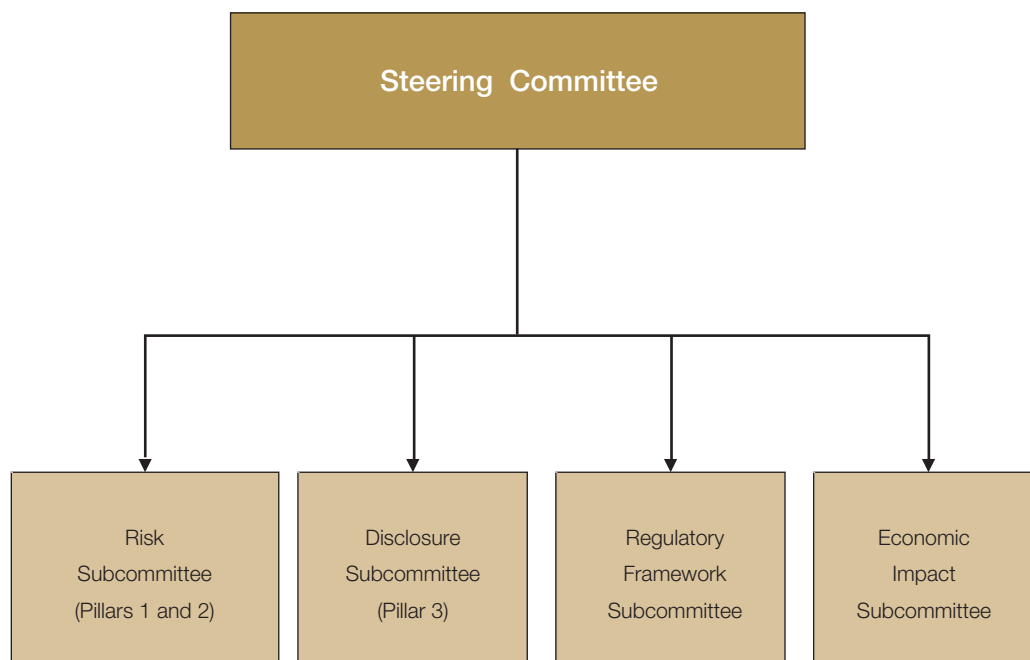 Steering Committee
Risk
Subcommittee
(Pillars 1 and 2)
Disclosure
Subcommittee
(Pillar 3)
Regulatory
Framework
Subcommittee
Economic
Impact
Subcommittee